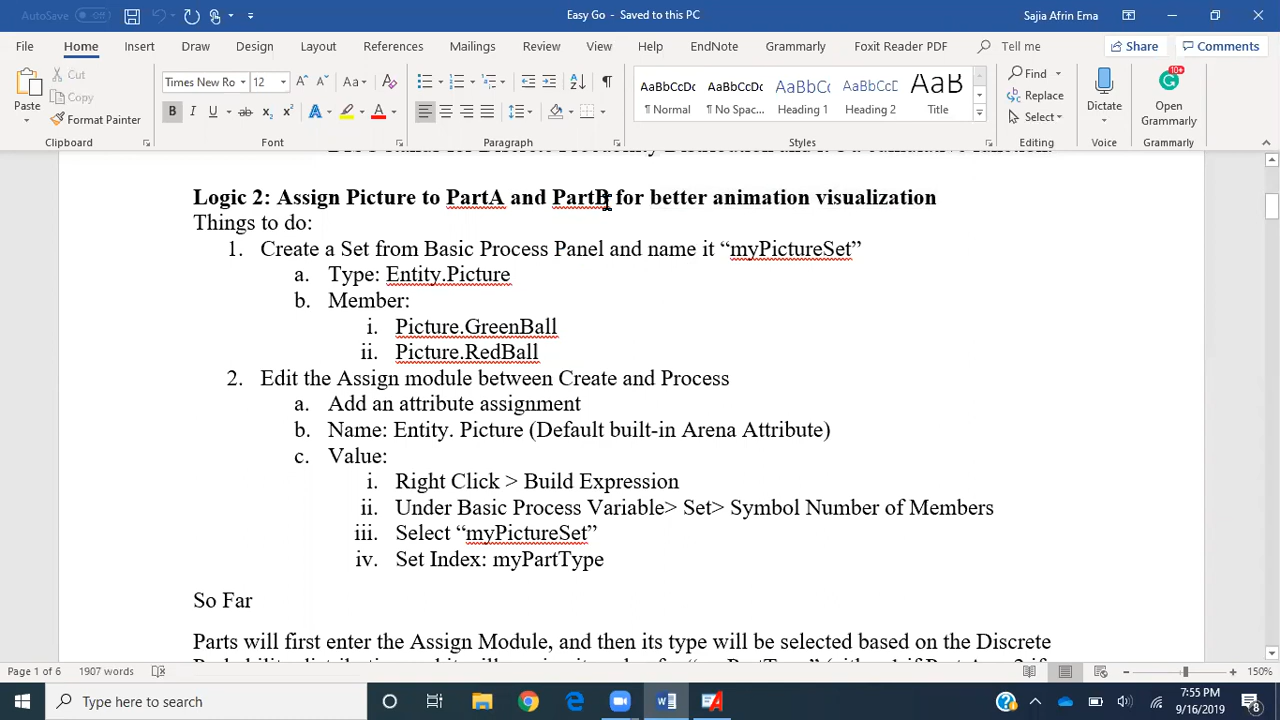 AutoSave Off
Easy Go - Saved to this PC
Sajia Afrin Ema
File Home Insert Draw Design Layout References Mailings Review View Help EndNote Grammarly Foxit Reader PDF Tell me Share Comments
Paste
Cut
Copy
Format Painter
Times New Ro 12
AaBbCcDc ¶ Normal
AaBbCcDc ¶ No Spac...
AaBbCc Heading 1
AaBbCcD Heading 2
AaB Title
Find
Replace
Select
Dictate
Open Grammarly
10+
Clipboard Font Paragraph Styles Editing Voice Grammarly
Logic 2: Assign Picture to PartA and PartB for better animation visualization
Things to do:
1. Create a Set from Basic Process Panel and name it “myPictureSet”
a. Type: Entity.Picture
b. Member:
i. Picture.GreenBall
ii. Picture.RedBall
2. Edit the Assign module between Create and Process
a. Add an attribute assignment
b. Name: Entity. Picture (Default built-in Arena Attribute)
c. Value:
i. Right Click > Build Expression
ii. Under Basic Process Variable> Set> Symbol Number of Members
iii. Select “myPictureSet”
iv. Set Index: myPartType
So Far
Parts will first enter the Assign Module, and then its type will be selected based on the Discrete
Page 1 of 6 1907 words 150%
Type here to search
7:55 PM
9/16/2019
8